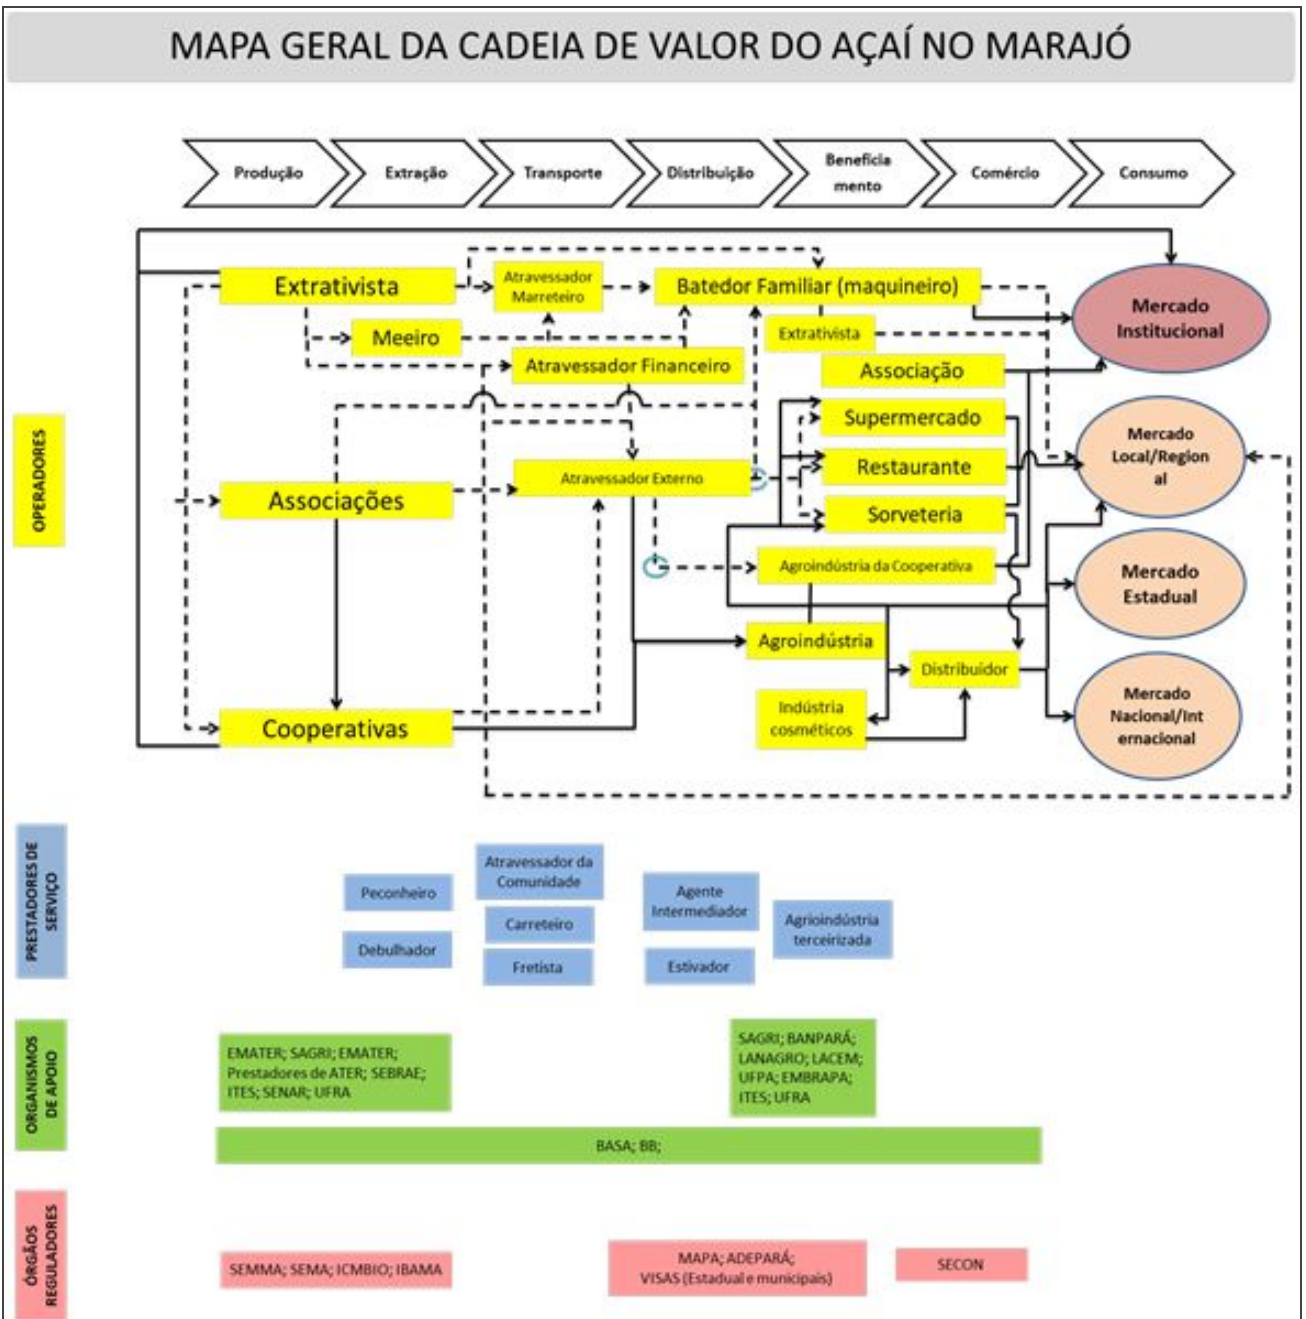 MAPA GERAL DA CADEIA DE VALOR DO AÇAÍ NO MARAJÓ
Produção
Extração
Transporte
Distribuição
Beneficia
mento
Comércio
Consumo
OPERADORES
Extrativista
Atravessador
Marreteiro
Batedor Familiar (maquineiro)
Mercado
Institucional
Meeiro
Extrativista
Atravessador Financeiro
Associação
Supermercado
Mercado
Local/Region
al
Restaurante
Atravessador Externo
Associações
Sorveteria
Agroindústria da Cooperativa
Mercado
Estadual
Agroindústria
Distribuidor
Indústria
cosméticos
Mercado
Nacional/Int
ernacional
Cooperativas
PRESTADORES DE
SERVIÇO
Peconheiro
Debulhador
Atravessador da
Comunidade
Carreteiro
Fretista
Agente
Intermediador
Estivador
Agrioindústria
terceirizada
ORGANISMOS
DE APOIO
EMATER; SAGRI; EMATER;
Prestadores de ATER; SEBRAE;
ITES; SENAR; UFRA
SAGRI; BANPARÁ;
LANAGRO; LACEM;
UFPA; EMBRAPA;
ITES; UFRA
BASA; BB;
ÓRGÃOS
REGULADORES
SEMMA; SEMA; ICMBIO; IBAMA
MAPA; ADEPARÁ;
VISAS (Estadual e municipais)
SECON